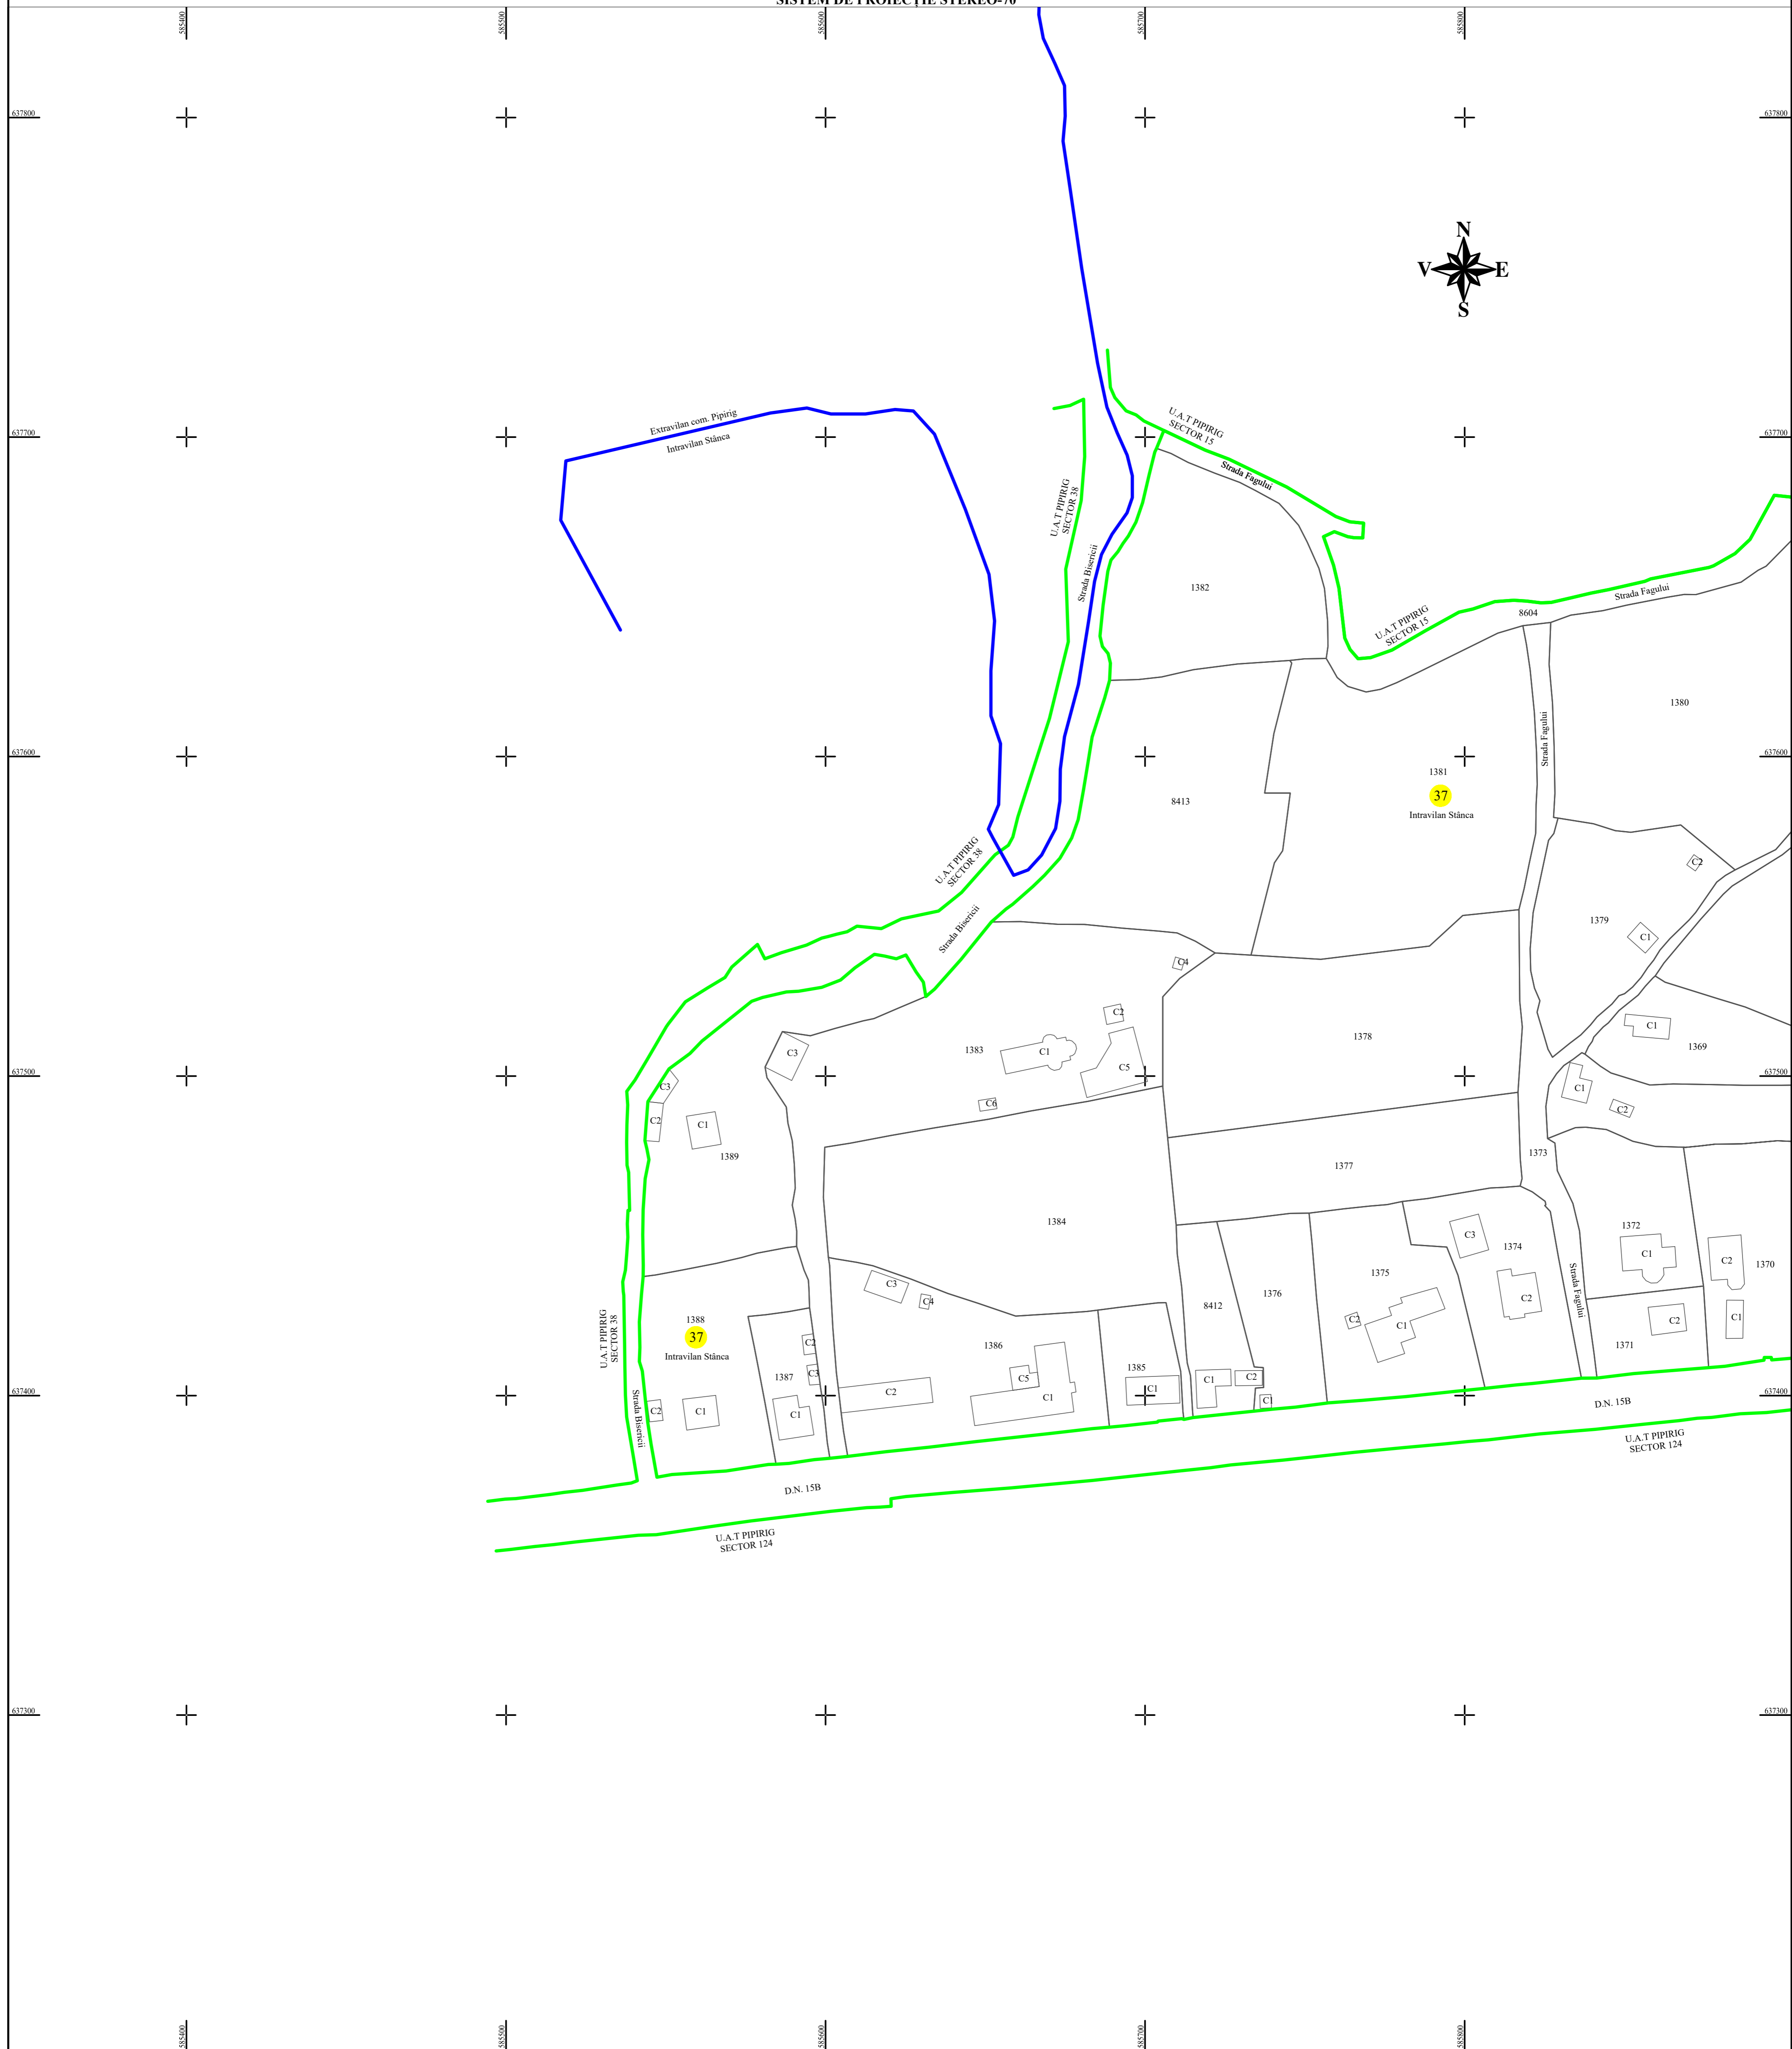 SISTEM DE PROIECȚIE STEREO-70
585400
585500
585600
585700
585800
637800
637800
N
V
E
S
Extravilan com. Pipirig
Intravilan Stânca
637700
637700
U.A.T PIPIRIG
SECTOR 15
Strada Fagului
U.A.T PIPIRIG
SECTOR 38
Strada Bisericii
1382
U.A.T PIPIRIG
SECTOR 15
8604
Strada Fagului
1380
Strada Fagului
637600
637600
1381
37
Intravilan Stânca
8413
U.A.T PIPIRIG
SECTOR 38
Strada Bisericii
C2
1379
C1
C4
C2
1383
C1
C5
C6
1378
C1
1369
C3
C3
C2
C1
1389
637500
637500
C1
C2
1377
1373
1384
1372
C1
C2
1370
C3
1374
C2
1375
C1
C2
1376
8412
Strada Fagului
C2
C1
1371
C3
C4
1386
C5
C1
C2
1385
C1
C1
C2
C1
U.A.T PIPIRIG
SECTOR 38
1388
37
Intravilan Stânca
C2
C3
1387
C1
C2
C1
Strada Bisericii
637400
637400
D.N. 15B
U.A.T PIPIRIG
SECTOR 124
D.N. 15B
U.A.T PIPIRIG
SECTOR 124
637300
637300
585400
585500
585600
585700
585800